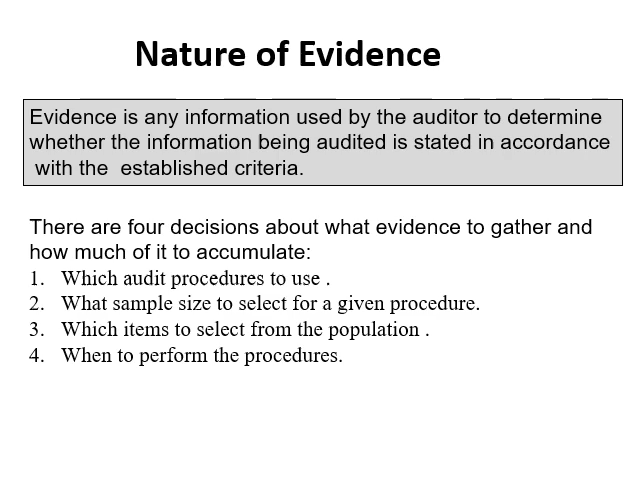 Nature of Evidence
Evidence is any information used by the auditor to determine
whether the information being audited is stated in accordance
with the  established criteria.
There are four decisions about what evidence to gather and
how much of it to accumulate:
1. Which audit procedures to use .
2. What sample size to select for a given procedure.
3. Which items to select from the population .
4. When to perform the procedures.